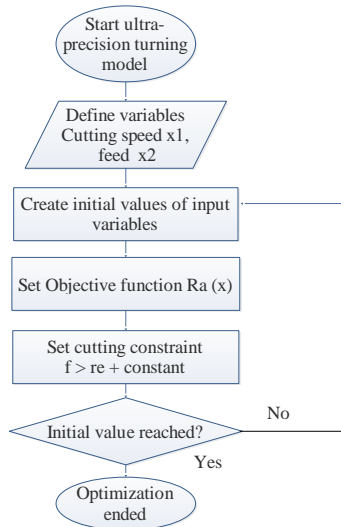 Start ultra-
precision turning
model
Define variables
Cutting speed x1,
feed x2
Create initial values of input
variables
Set Objective function Ra (x)
Set cutting constraint
f > re + constant
Initial value reached?
No
Yes
Optimization
ended